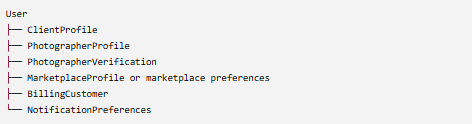 User
├── ClientProfile
├── PhotographerProfile
├── PhotographerVerification
├── MarketplaceProfile or marketplace preferences
├── BillingCustomer
└── NotificationPreferences